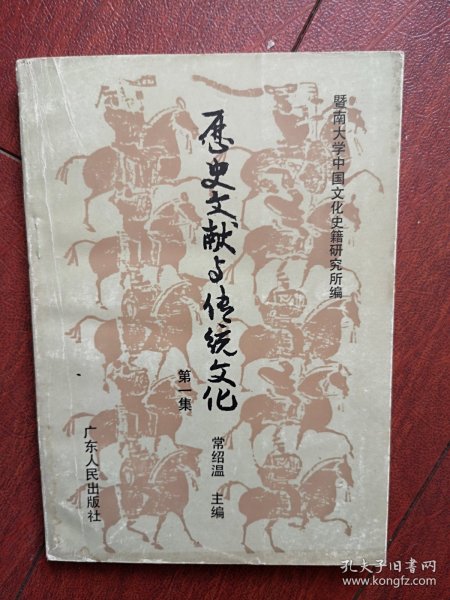 暨南大学中国文化史籍研究所编
历史文献与传统文化
第一集
常绍温 主编
广东人民出版社
孔夫子旧书网
www.kongfz.com